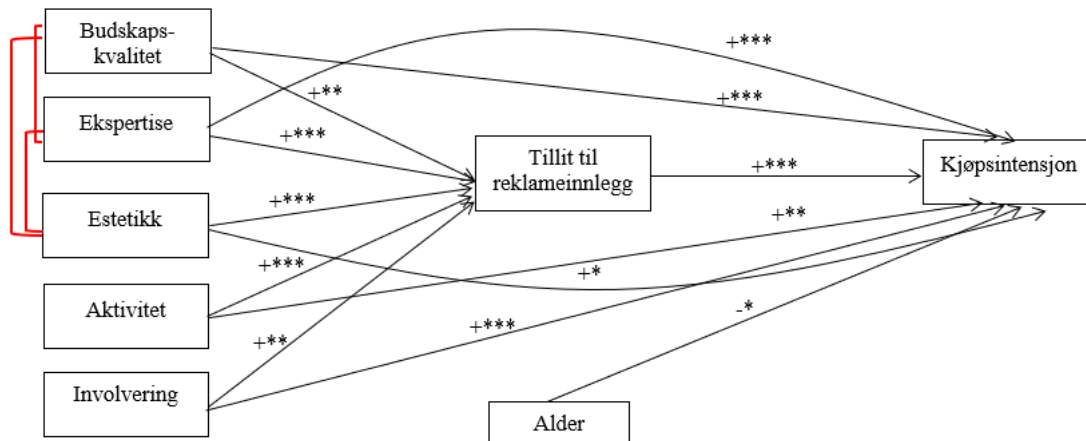 Budskaps-
kvalitet
+***
+**
+***
Ekspertise
+***
Tillit til
reklameinnlegg
+***
Kjøpsintensjon
Estetikk
+***
+**
+***
+*
Aktivitet
-*
+***
+**
Involvering
Alder